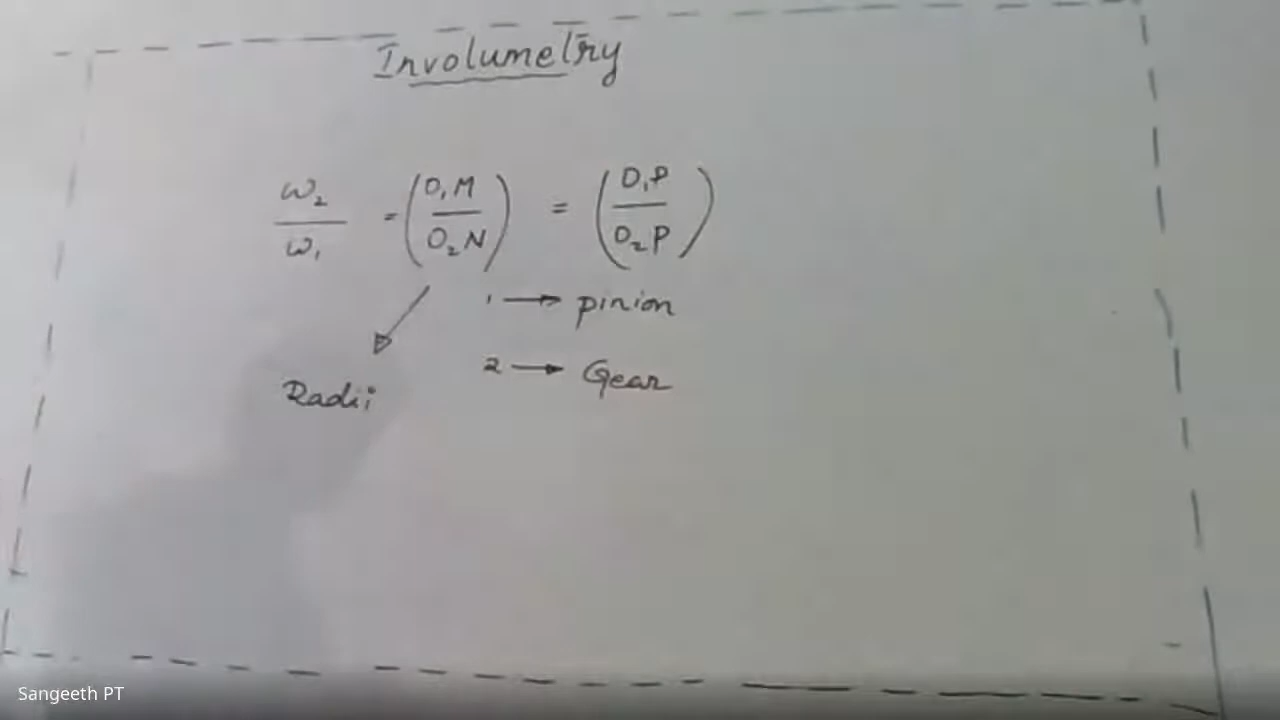 Involumetry
ω₂/ω₁ = (O₁M/O₂N) = (O₁P/O₂P)
1 → pinion
2 → Gear
Radii
Sangeeth PT